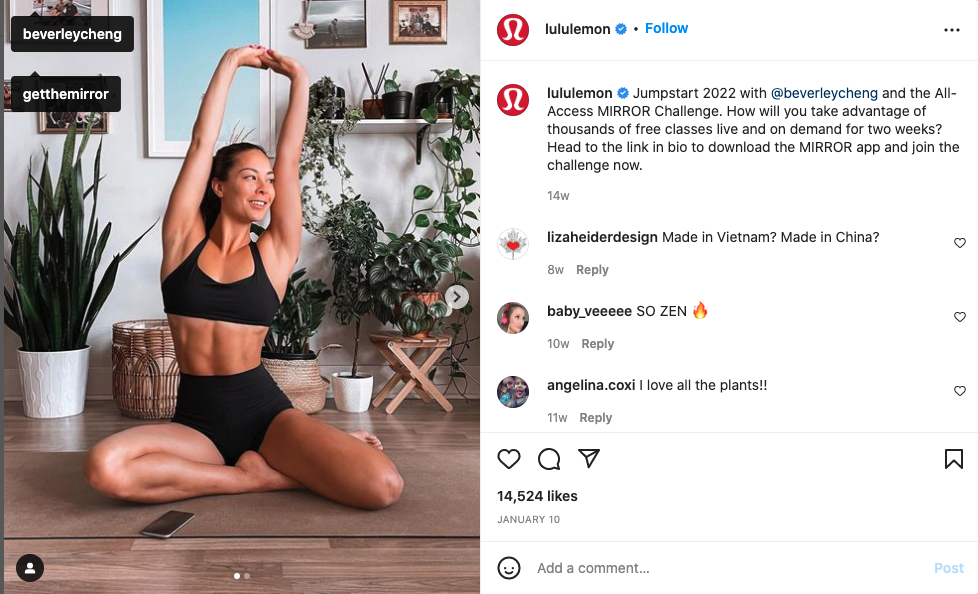 beverleycheng
getthemirror
lululemon • Follow
lululemon Jumpstart 2022 with @beverleycheng and the All-
Access MIRROR Challenge. How will you take advantage of
thousands of free classes live and on demand for two weeks?
Head to the link in bio to download the MIRROR app and join the
challenge now.
14w
lizaheiderdesign Made in Vietnam? Made in China?
8w Reply
baby_veeeee SO ZEN 🔥
10w Reply
angelina.coxi I love all the plants!!
11w Reply
14,524 likes
JANUARY 10
Add a comment... Post